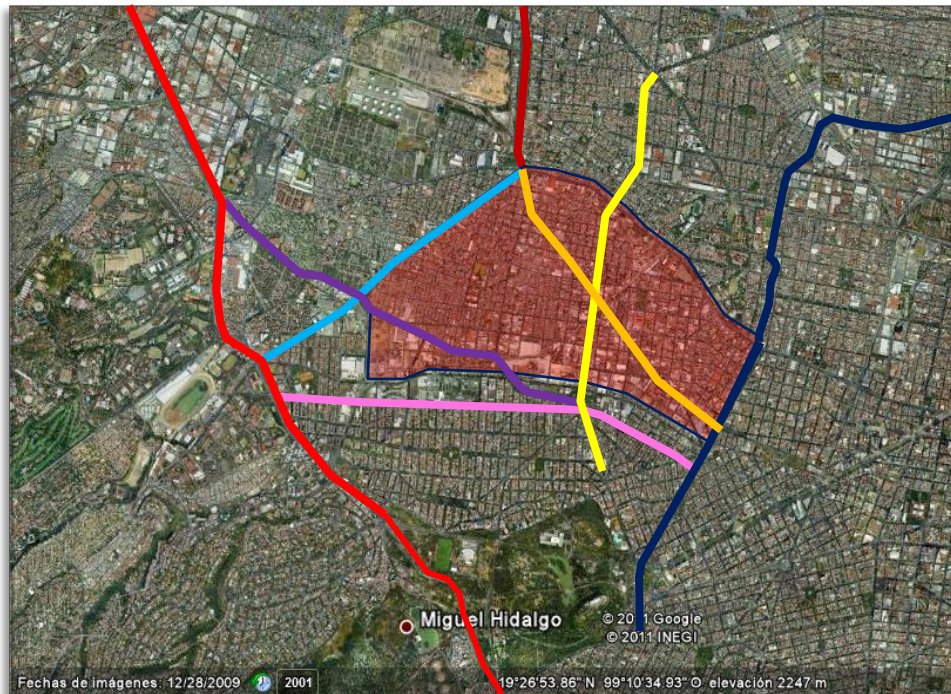 Miguel Hidalgo
© 2011 Google
© 2011 INEGI
Fechas de imágenes: 12/28/2009 2001 19°26'53.86" N 99°10'34.93" O elevación 2247 m